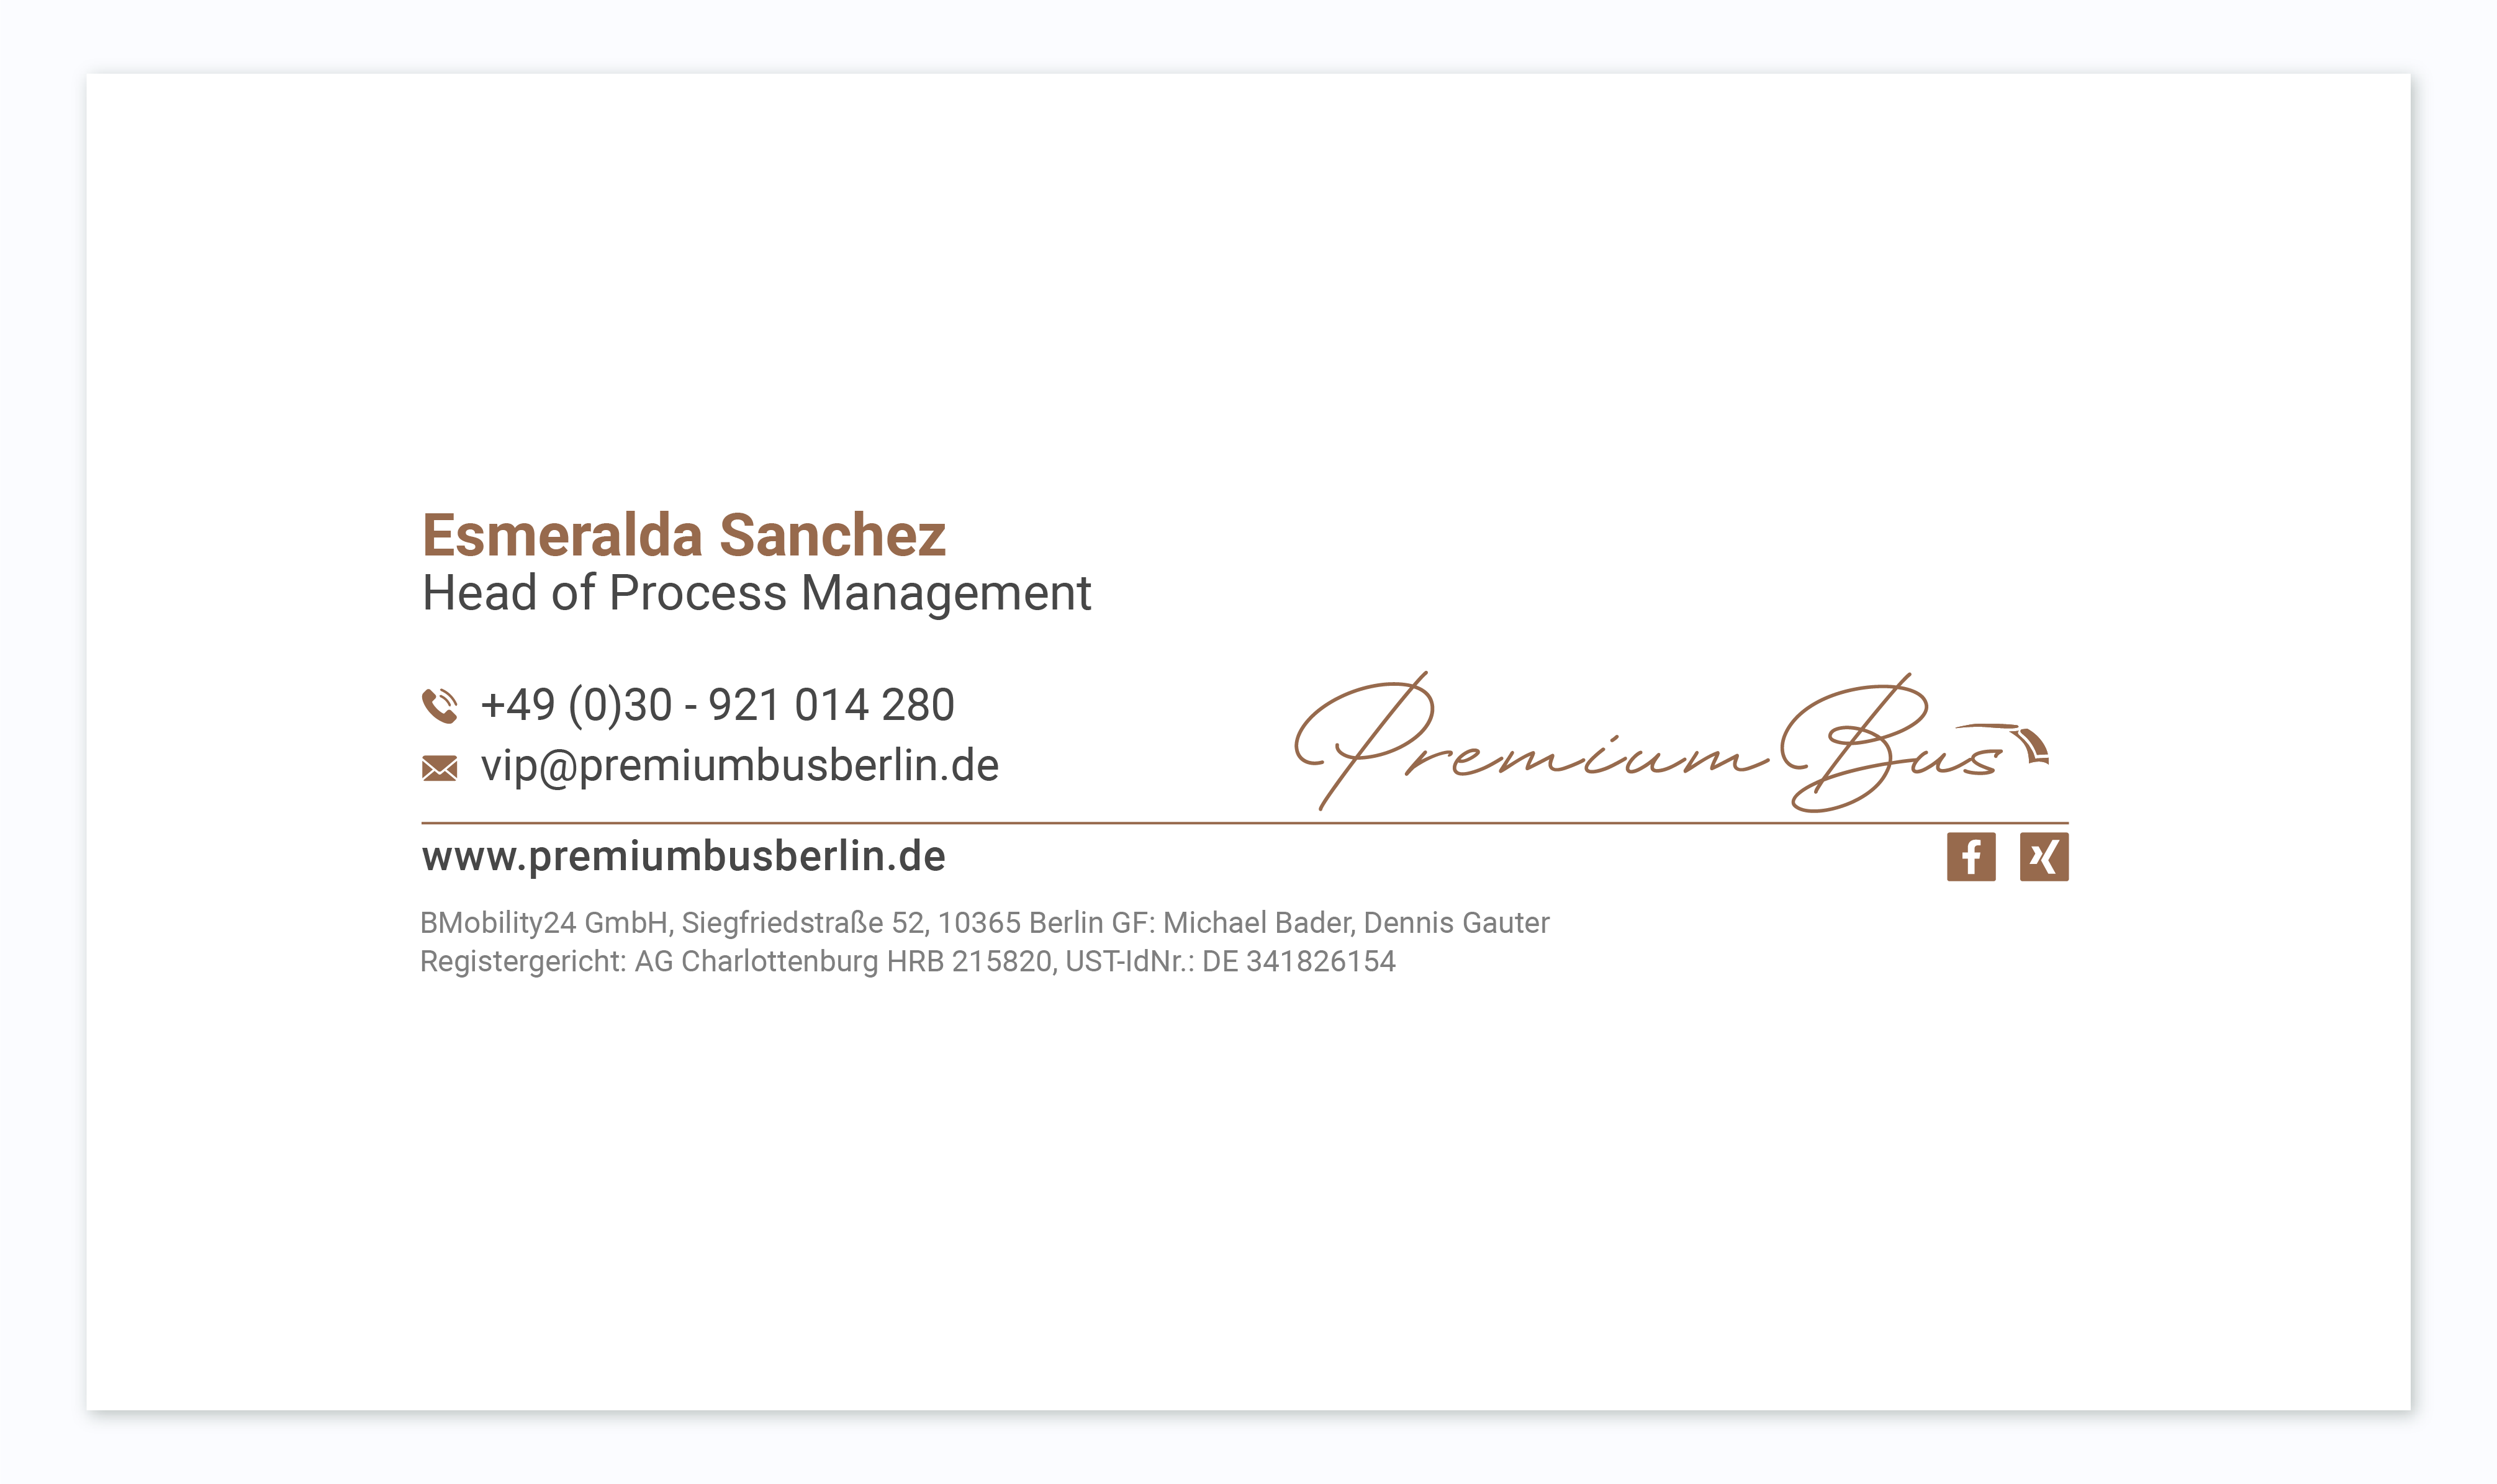 Esmeralda Sanchez
Head of Process Management
+49 (0)30 - 921 014 280
vip@premiumbusberlin.de
Premium Bus
www.premiumbusberlin.de
BMobility24 GmbH, Siegfriedstraße 52, 10365 Berlin GF: Michael Bader, Dennis Gauter
Registergericht: AG Charlottenburg HRB 215820, UST-IdNr.: DE 341826154